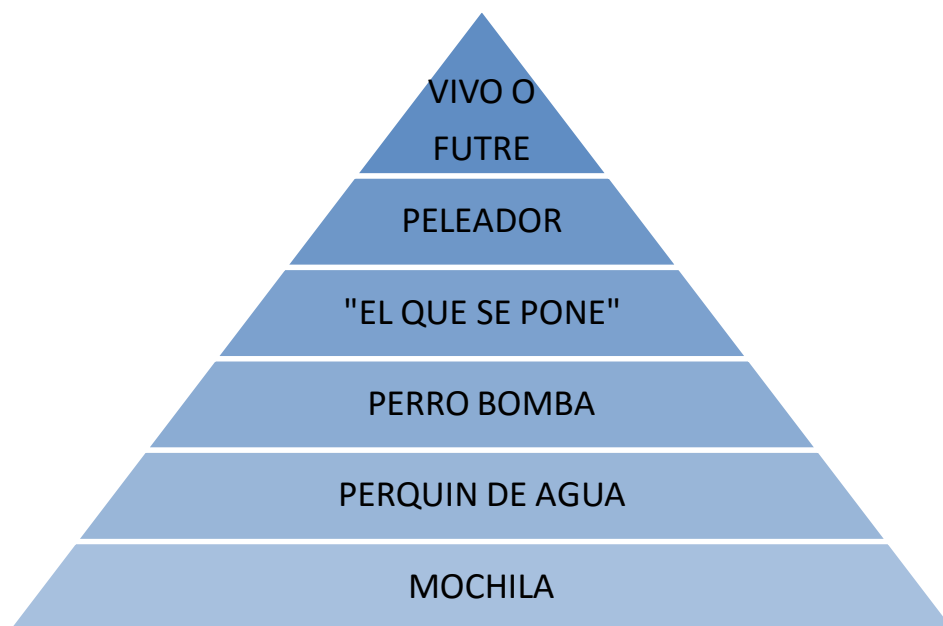 VIVO O
FUTRE
PELEADOR
"EL QUE SE PONE"
PERRO BOMBA
PERQUIN DE AGUA
MOCHILA